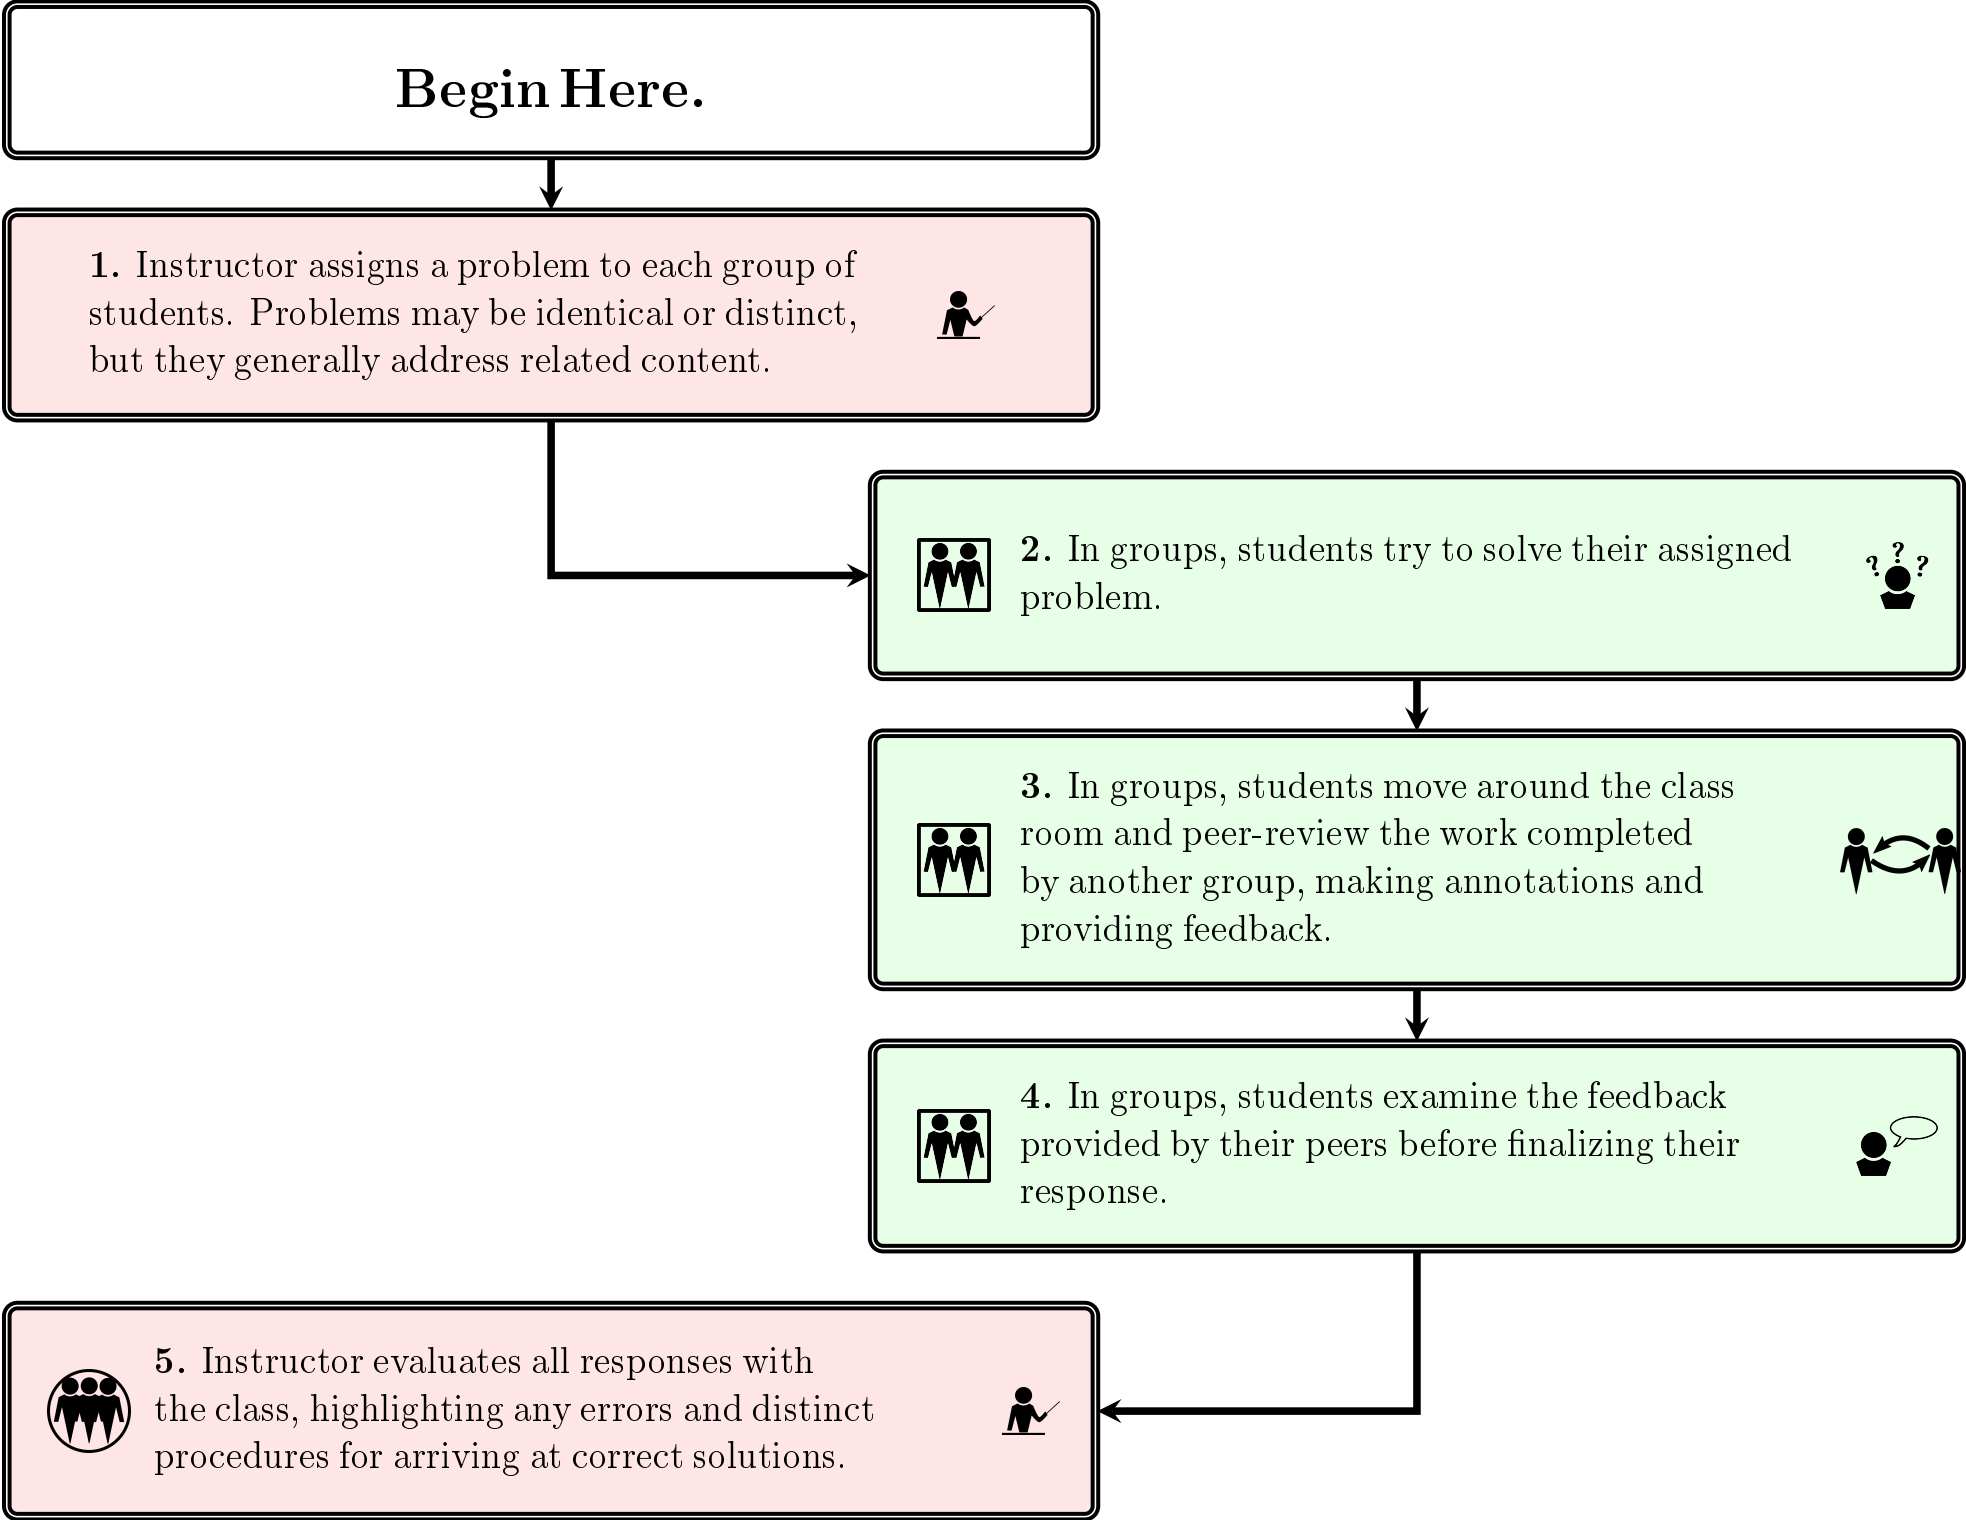 Begin Here.
1. Instructor assigns a problem to each group of
students. Problems may be identical or distinct,
but they generally address related content.
2. In groups, students try to solve their assigned
problem.
? ? ?
3. In groups, students move around the class
room and peer-review the work completed
by another group, making annotations and
providing feedback.
4. In groups, students examine the feedback
provided by their peers before finalizing their
response.
5. Instructor evaluates all responses with
the class, highlighting any errors and distinct
procedures for arriving at correct solutions.